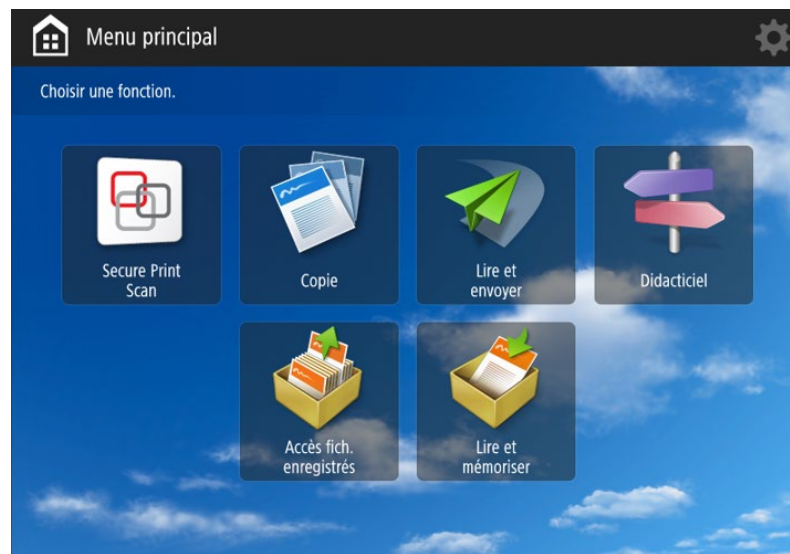 Menu principal
Choisir une fonction.
Secure Print
Scan
Copie
Lire et
envoyer
Didacticiel
Accès fich.
enregistrés
Lire et
mémoriser